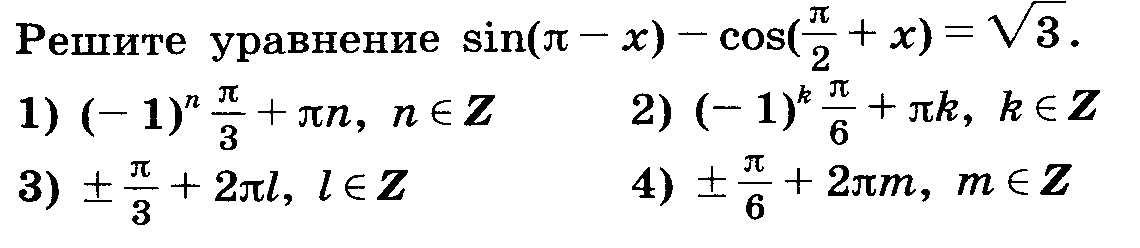 Решите уравнение sin(π − x) − cos(π/2 + x) = √3.
1) (− 1)ⁿ π/3 + πn, n ∈ Z 2) (− 1)ᵏ π/6 + πk, k ∈ Z
3) ± π/3 + 2πl, l ∈ Z 4) ± π/6 + 2πm, m ∈ Z